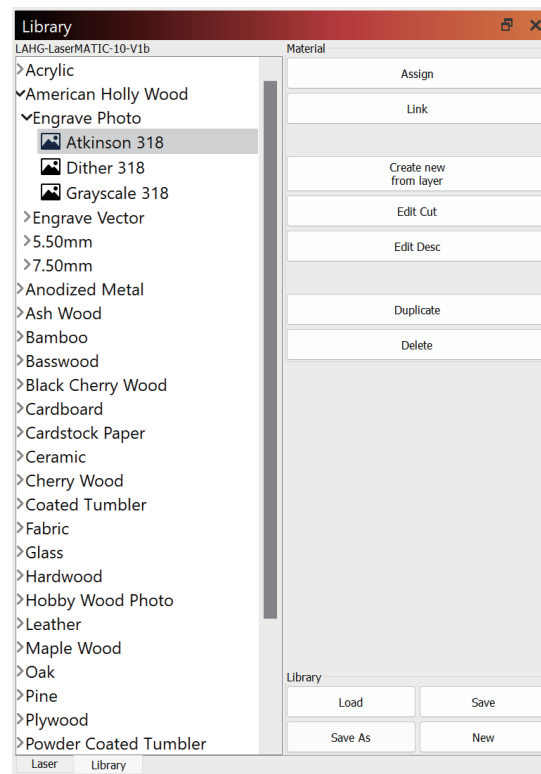 Library
LAHG-LaserMATIC-10-V1b
Acrylic
American Holly Wood
Engrave Photo
Atkinson 318
Dither 318
Grayscale 318
Engrave Vector
5.50mm
7.50mm
Anodized Metal
Ash Wood
Bamboo
Basswood
Black Cherry Wood
Cardboard
Cardstock Paper
Ceramic
Cherry Wood
Coated Tumbler
Fabric
Glass
Hardwood
Hobby Wood Photo
Leather
Maple Wood
Oak
Pine
Plywood
Powder Coated Tumbler
Material
Assign
Link
Create new
from layer
Edit Cut
Edit Desc
Duplicate
Delete
Library
Load Save
Save As New
Laser Library